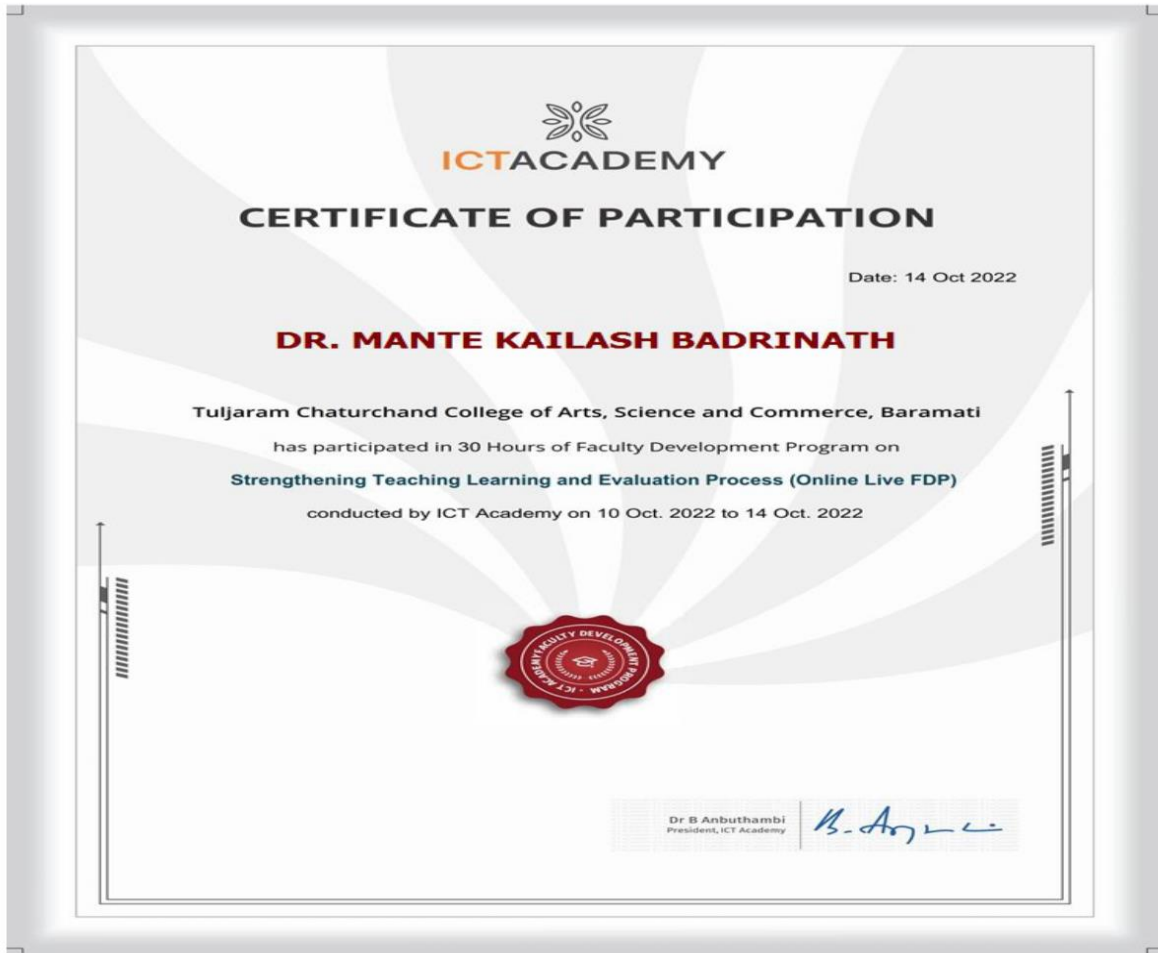 ICTACADEMY
CERTIFICATE OF PARTICIPATION
Date: 14 Oct 2022
DR. MANTE KAILASH BADRINATH
Tuljaram Chaturchand College of Arts, Science and Commerce, Baramati
has participated in 30 Hours of Faculty Development Program on
Strengthening Teaching Learning and Evaluation Process (Online Live FDP)
conducted by ICT Academy on 10 Oct. 2022 to 14 Oct. 2022
FACULTY DEVELOPMENT PROGRAM - ICT ACADEMY
Dr B Anbuthambi
President, ICT Academy